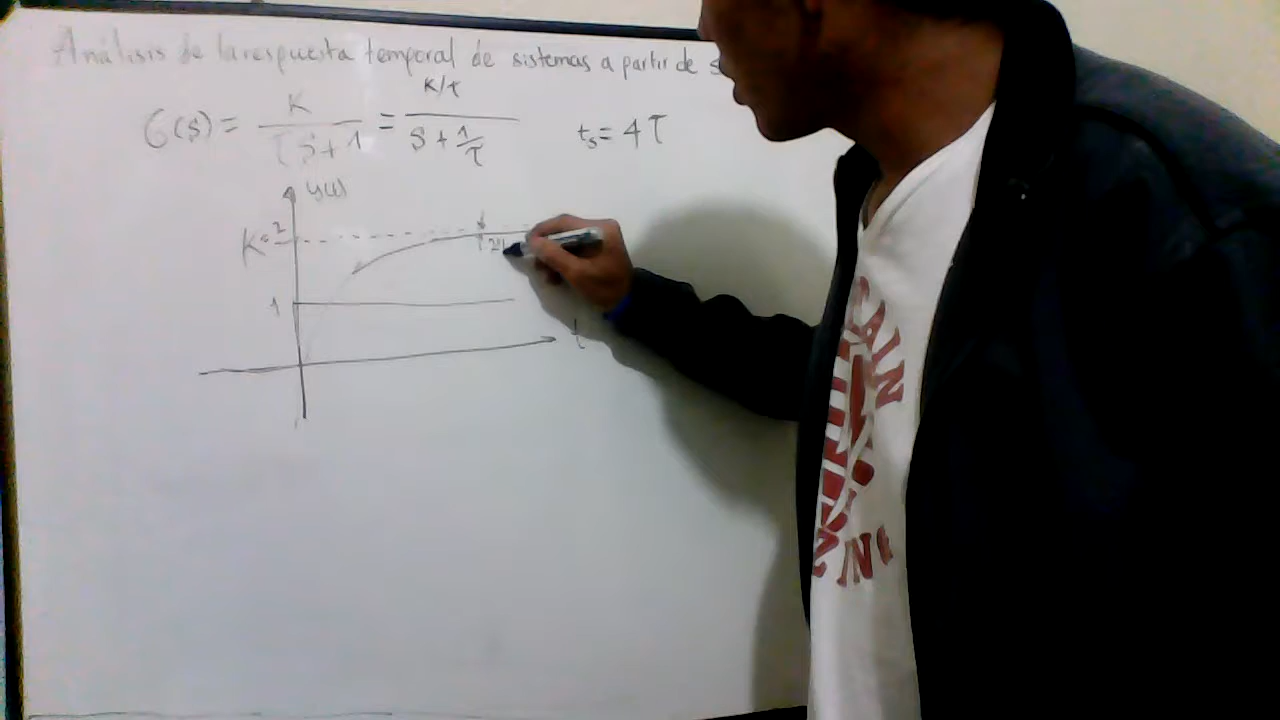 Análisis de la respuesta temporal de sistemas a partir de
G(s) = K / τs+1 = K/τ / s + 1/τ
ts = 4τ
y(t)
K=2
1
t